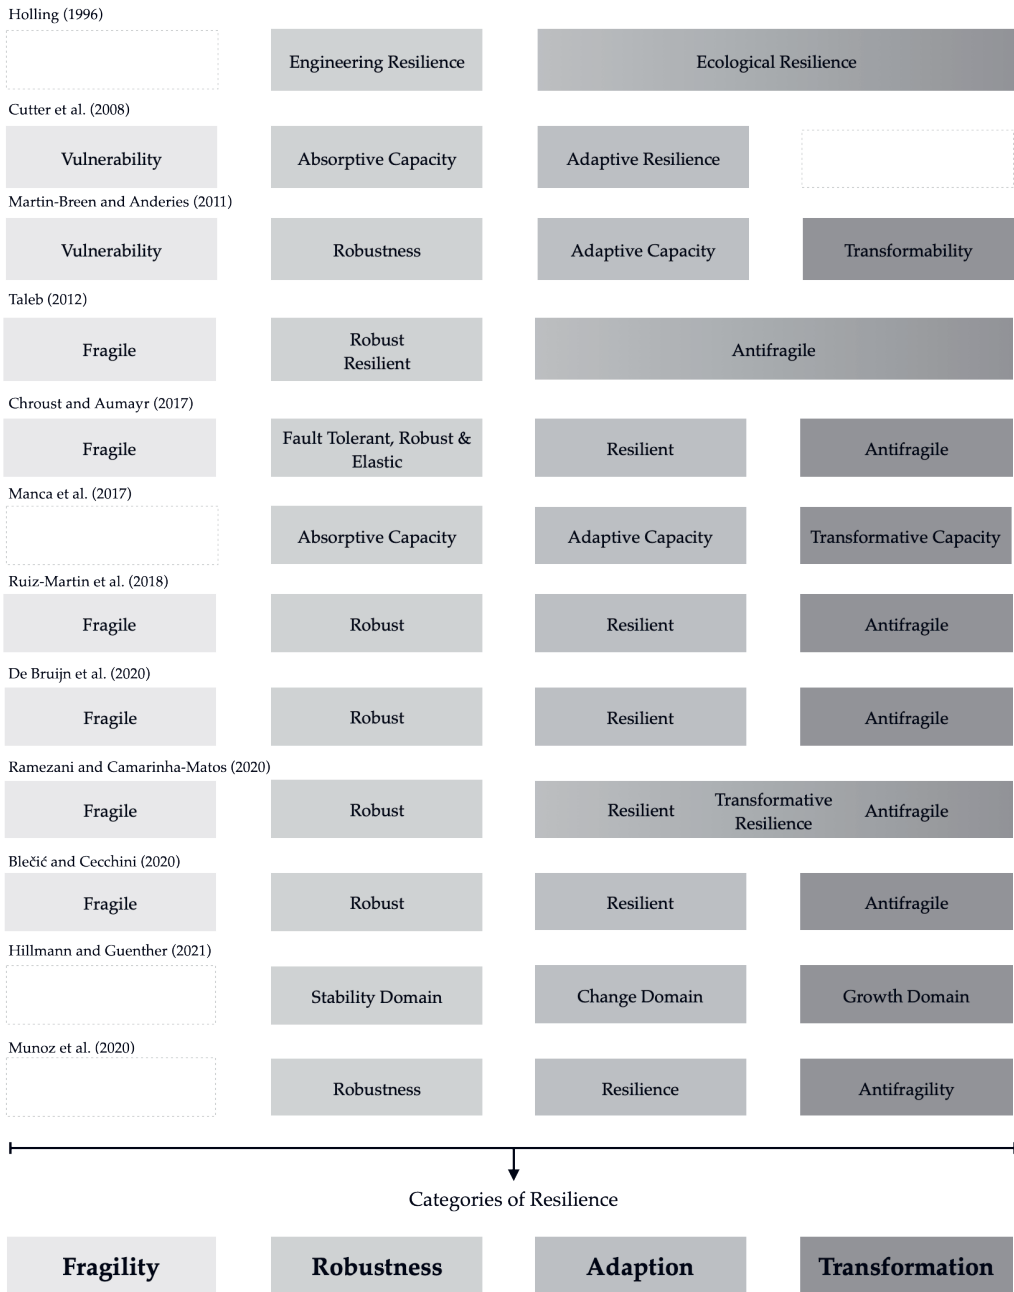 Holling (1996)
Engineering Resilience
Ecological Resilience
Cutter et al. (2008)
Vulnerability
Absorptive Capacity
Adaptive Resilience
Martin-Breen and Anderies (2011)
Vulnerability
Robustness
Adaptive Capacity
Transformability
Taleb (2012)
Fragile
Robust
Resilient
Antifragile
Chroust and Aumayr (2017)
Fragile
Fault Tolerant, Robust &
Elastic
Resilient
Antifragile
Manca et al. (2017)
Absorptive Capacity
Adaptive Capacity
Transformative Capacity
Ruiz-Martin et al. (2018)
Fragile
Robust
Resilient
Antifragile
De Bruijn et al. (2020)
Fragile
Robust
Resilient
Antifragile
Ramezani and Camarinha-Matos (2020)
Fragile
Robust
Resilient
Transformative
Resilience
Antifragile
Blečić and Cecchini (2020)
Fragile
Robust
Resilient
Antifragile
Hillmann and Guenther (2021)
Stability Domain
Change Domain
Growth Domain
Munoz et al. (2020)
Robustness
Resilience
Antifragility
Categories of Resilience
Fragility
Robustness
Adaption
Transformation